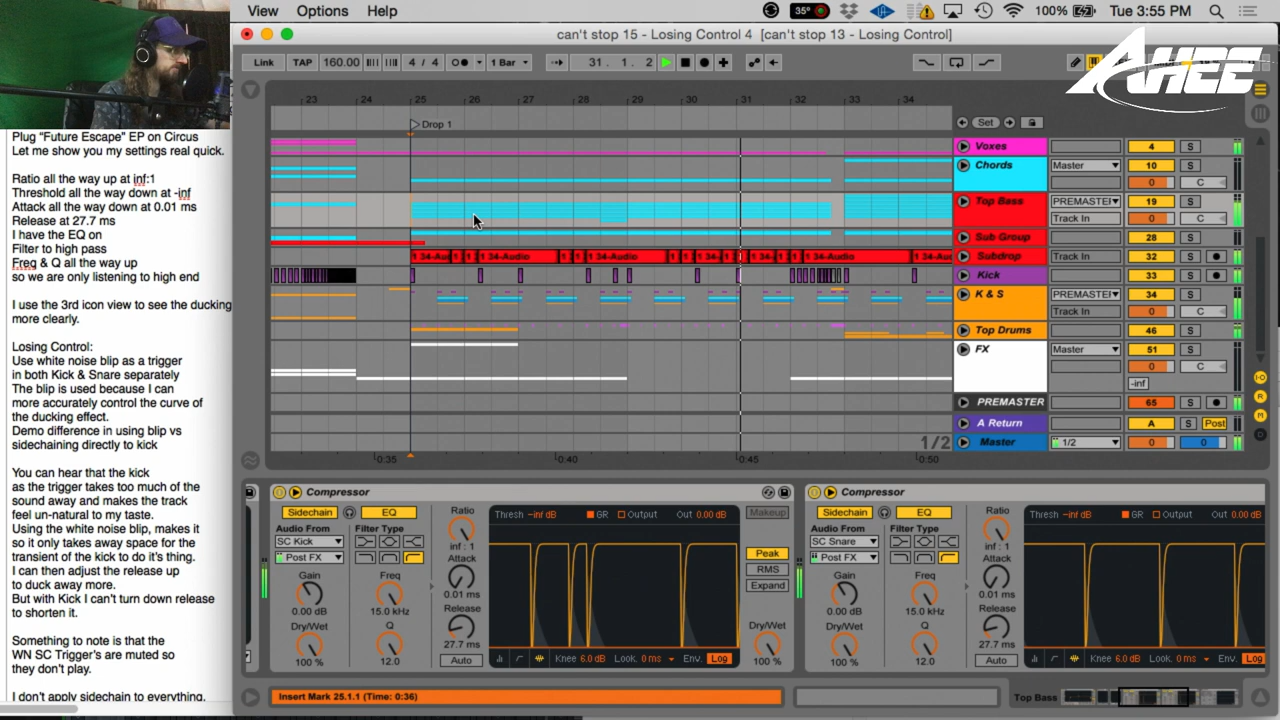 View Options Help
35°
100%
Tue 3:55 PM
can't stop 15 - Losing Control 4 [can't stop 13 - Losing Control]
AHEE
Link TAP 160.00 4 / 4 1 Bar 31. 1. 2
23 24 25 26 27 28 29 30 31 32 33 34
Drop 1
Set
Voxes 4 S
Chords Master 10 S
0 C
Top Bass PREMASTER 19 S
Track In 0 C
Sub Group 28 S
Subdrop Track In 32 S
Kick 33 S
K & S PREMASTER 34 S
Track In 0 C
Top Drums 46 S
FX Master 51 S
0 C
-inf
PREMASTER 65 S
A Return A S Post
Master 1/2 0 0
1/2
0:35 0:40 0:45 0:50
34-Audio 34-Audio 34-Audio 34-Audio 34-Audio
Plug “Future Escape” EP on Circus
Let me show you my settings real quick.
Ratio all the way up at inf:1
Threshold all the way down at -inf
Attack all the way down at 0.01 ms
Release at 27.7 ms
I have the EQ on
Filter to high pass
Freq & Q all the way up
so we are only listening to high end
I use the 3rd icon view to see the ducking
more clearly.
Losing Control:
Use white noise blip as a trigger
in both Kick & Snare separately
The blip is used because I can
more accurately control the curve of
the ducking effect.
Demo difference in using blip vs
sidechaining directly to kick
You can hear that the kick
as the trigger takes too much of the
sound away and makes the track
feel un-natural to my taste.
Using the white noise blip, makes it
so it only takes away space for the
transient of the kick to do it's thing.
I can then adjust the release up
to duck away more.
But with Kick I can't turn down release
to shorten it.
Something to note is that the
WN SC Trigger's are muted so
they don't play.
I don't apply sidechain to everything.
Compressor
Sidechain EQ Ratio
Audio From Filter Type
SC Kick
Post FX
inf : 1
Attack
0.01 ms
Gain Freq
0.00 dB 15.0 kHz
Release
27.7 ms
Dry/Wet Q
100 % 12.0
Auto
Thresh -inf dB GR Output Out 0.00 dB
Knee 6.0 dB Look. 0 ms Env. Log
Makeup
Peak
RMS
Expand
Dry/Wet
100 %
Compressor
Sidechain EQ Ratio
Audio From Filter Type
SC Snare
Post FX
inf : 1
Attack
0.01 ms
Gain Freq
0.00 dB 15.0 kHz
Release
27.7 ms
Dry/Wet Q
100 % 12.0
Auto
Thresh -inf dB GR Output Out 0.00 dB
Knee 6.0 dB Look. 0 ms Env. Log
Insert Mark 25.1.1 (Time: 0:36)
Top Bass